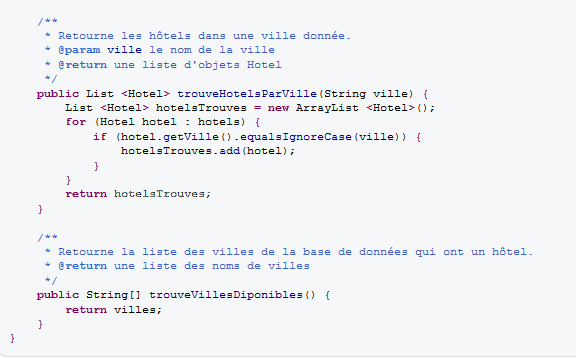 /**
 * Retourne les hôtels dans une ville donnée.
 * @param ville le nom de la ville
 * @return une liste d'objets Hotel
 */
public List <Hotel> trouveHotelsParVille(String ville) {
    List <Hotel> hotelsTrouves = new ArrayList <Hotel>();
    for (Hotel hotel : hotels) {
        if (hotel.getVille().equalsIgnoreCase(ville)) {
            hotelsTrouves.add(hotel);
        }
    }
    return hotelsTrouves;
}

/**
 * Retourne la liste des villes de la base de données qui ont un hôtel.
 * @return une liste des noms de villes
 */
public String[] trouveVillesDiponibles() {
    return villes;
}
}